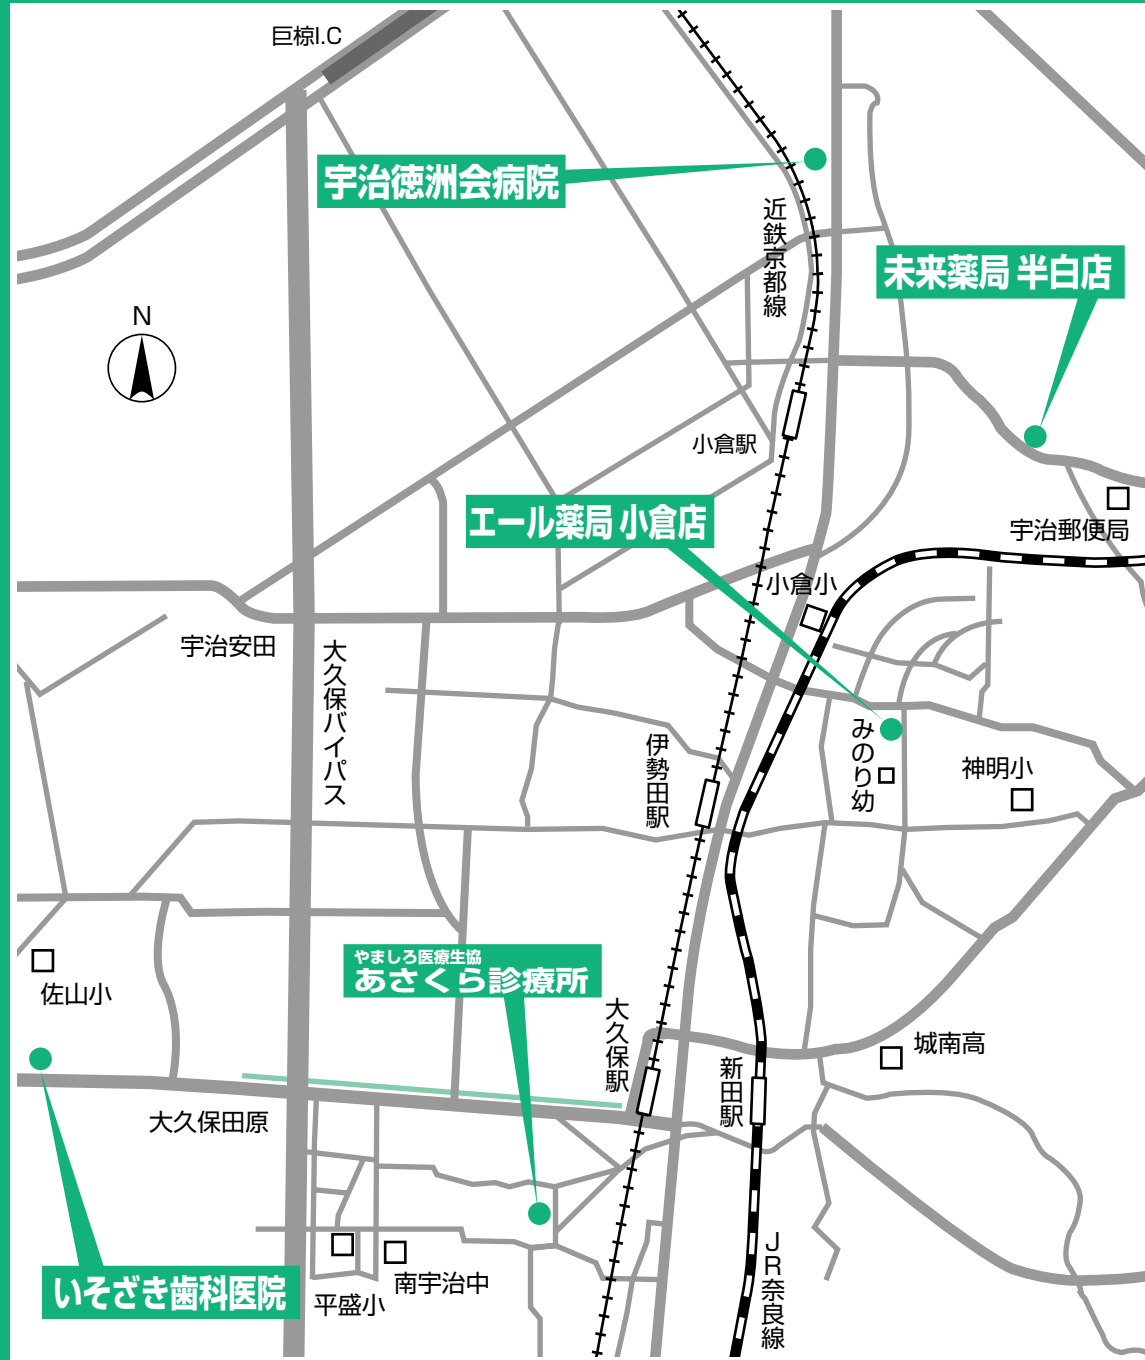 巨椋I.C
宇治徳洲会病院
近鉄京都線
未来薬局 半白店
N
小倉駅
エール薬局 小倉店
宇治郵便局
小倉小
宇治安田
大久保バイパス
伊勢田駅
みのり幼
神明小
やましろ医療生協
あさくら診療所
佐山小
大久保駅
新田駅
城南高
大久保田原
JR奈良線
いそざき歯科医院
平盛小
南宇治中